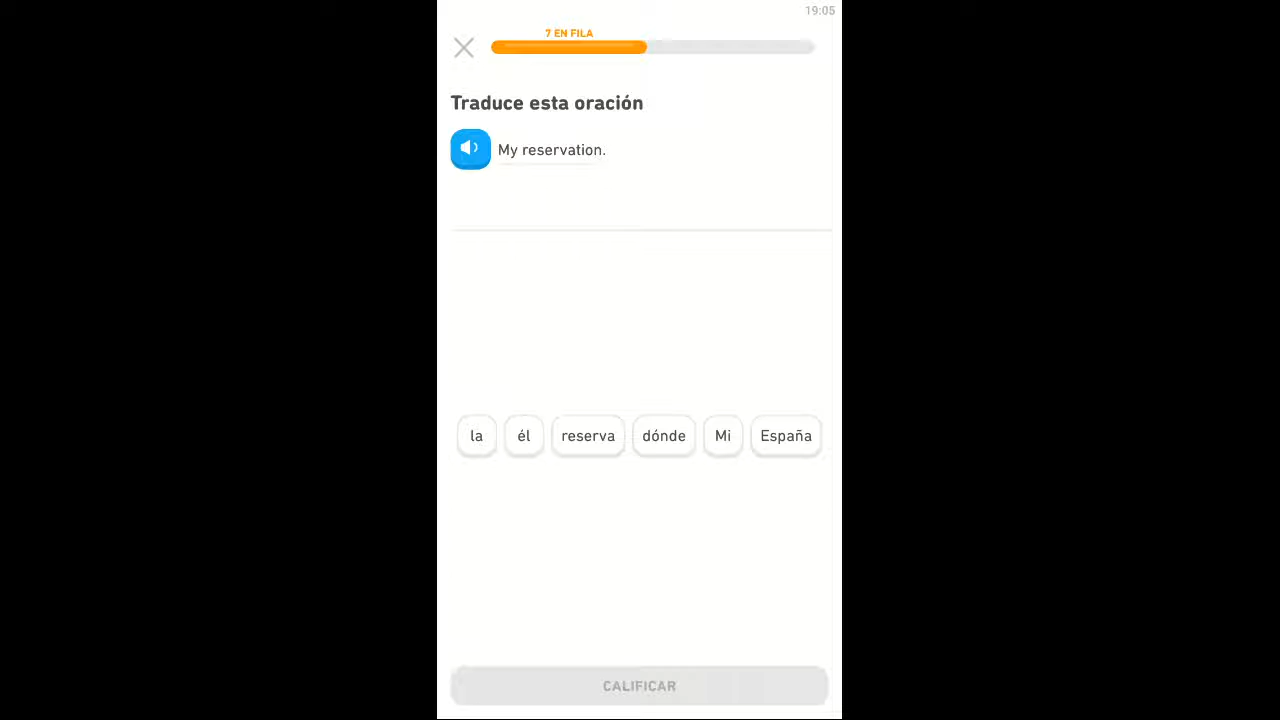 19:05
7 EN FILA
Traduce esta oración
My reservation.
la él reserva dónde Mi España
CALIFICAR